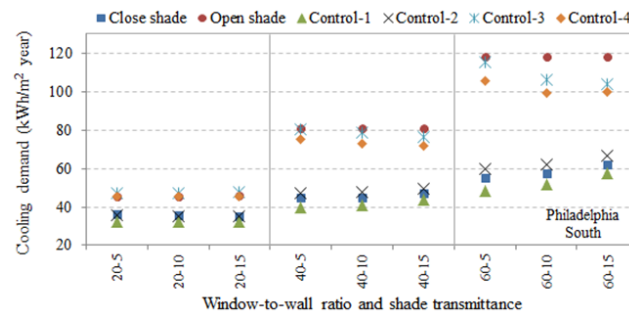 Close shade Open shade Control-1 Control-2 Control-3 Control-4
Cooling demand (kWh/m² year)
120
100
80
60
40
20
Philadelphia
South
20-5 20-10 20-15 40-5 40-10 40-15 60-5 60-10 60-15
Window-to-wall ratio and shade transmittance